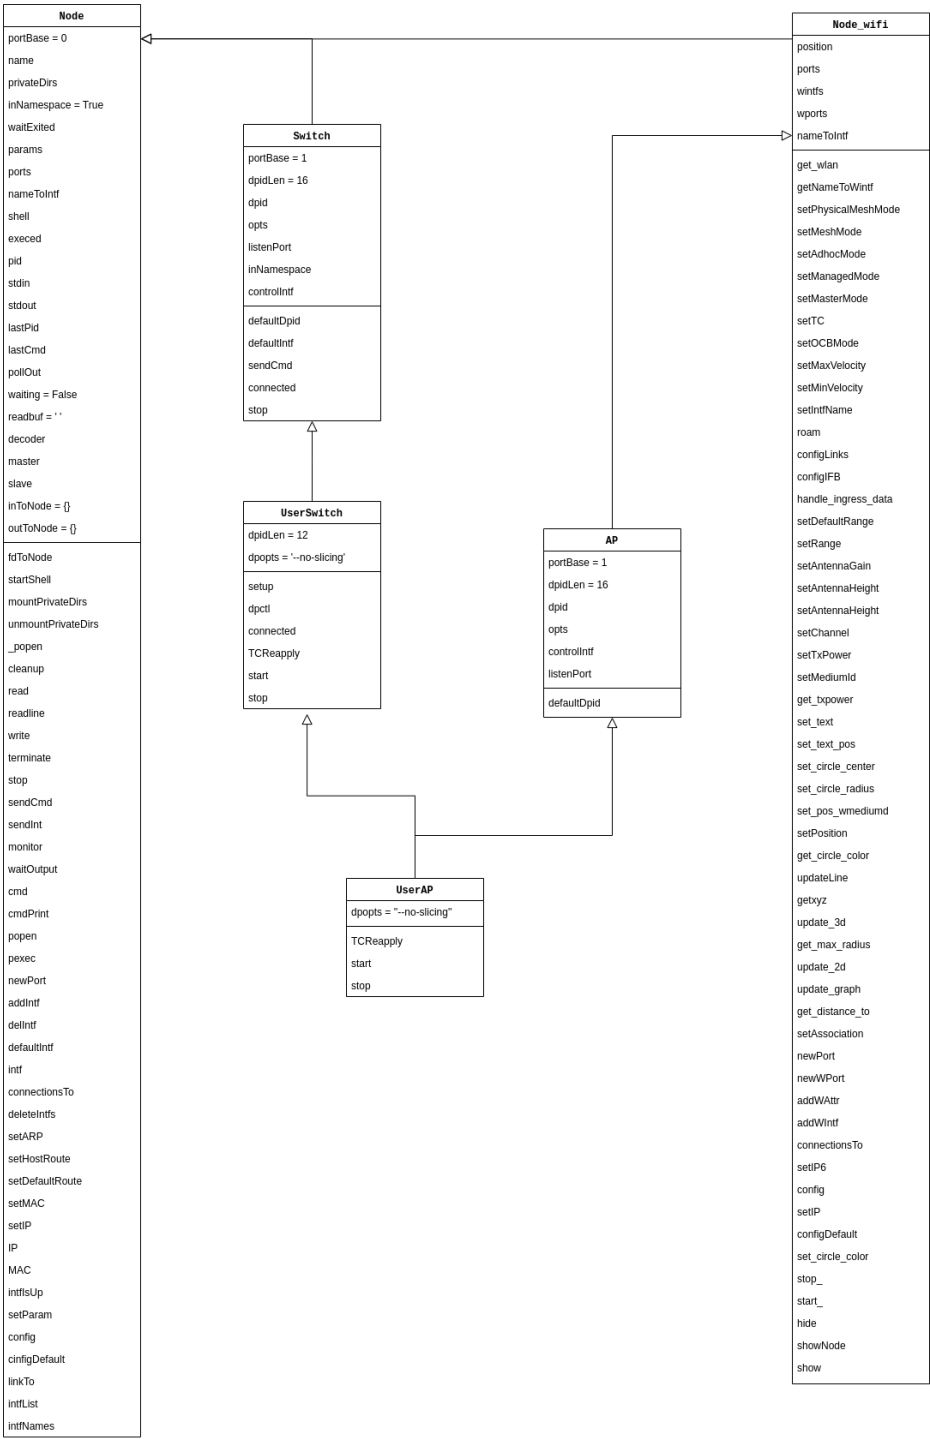 Node
portBase = 0
name
privateDirs
inNamespace = True
waitExited
params
ports
nameToIntf
shell
execed
pid
stdin
stdout
lastPid
lastCmd
pollOut
waiting = False
readbuf = ' '
decoder
master
slave
inToNode = {}
outToNode = {}
fdToNode
startShell
mountPrivateDirs
unmountPrivateDirs
_popen
cleanup
read
readline
write
terminate
stop
sendCmd
sendInt
monitor
waitOutput
cmd
cmdPrint
popen
pexec
newPort
addIntf
delIntf
defaultIntf
intf
connectionsTo
deleteIntfs
setARP
setHostRoute
setDefaultRoute
setMAC
setIP
IP
MAC
intfIsUp
setParam
config
cinfigDefault
linkTo
intfList
intfNames
Switch
portBase = 1
dpidLen = 16
dpid
opts
listenPort
inNamespace
controlIntf
defaultDpid
defaultIntf
sendCmd
connected
stop
UserSwitch
dpidLen = 12
dpopts = '--no-slicing'
setup
dpctl
connected
TCReapply
start
stop
UserAP
dpopts = "--no-slicing"
TCReapply
start
stop
AP
portBase = 1
dpidLen = 16
dpid
opts
controlIntf
listenPort
defaultDpid
Node_wifi
position
ports
wintfs
wports
nameToIntf
get_wlan
getNameToWintf
setPhysicalMeshMode
setMeshMode
setAdhocMode
setManagedMode
setMasterMode
setTC
setOCBMode
setMaxVelocity
setMinVelocity
setIntfName
roam
configLinks
configIFB
handle_ingress_data
setDefaultRange
setRange
setAntennaGain
setAntennaHeight
setAntennaHeight
setChannel
setTxPower
setMediumId
get_txpower
set_text
set_text_pos
set_circle_center
set_circle_radius
set_pos_wmediumd
setPosition
get_circle_color
updateLine
getxyz
update_3d
get_max_radius
update_2d
update_graph
get_distance_to
setAssociation
newPort
newWPort
addWAttr
addWIntf
connectionsTo
setIP6
config
setIP
configDefault
set_circle_color
stop_
start_
hide
showNode
show